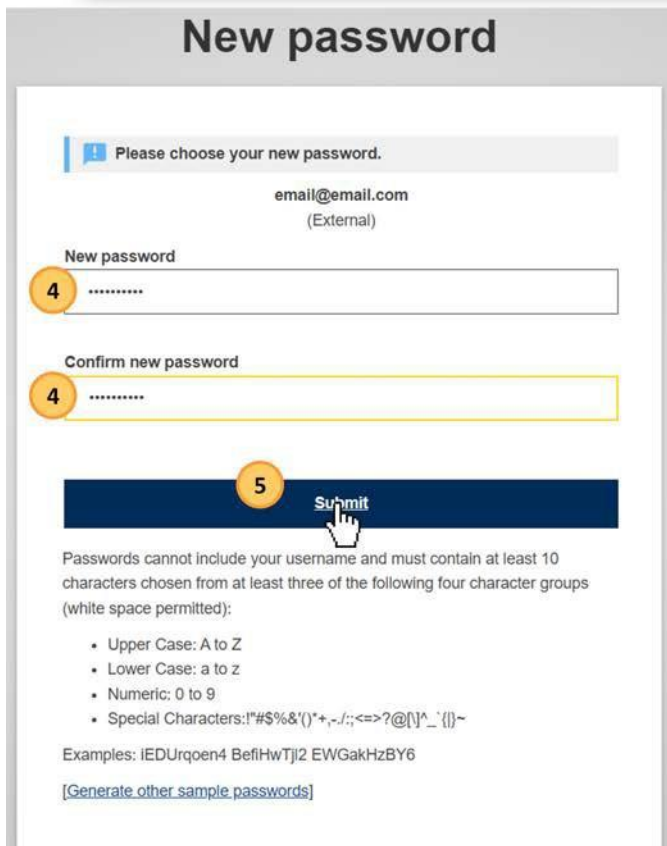 New password
Please choose your new password.
email@email.com
(External)
New password
4 ••••••••••
Confirm new password
4 ••••••••••
5
Submit
Passwords cannot include your username and must contain at least 10
characters chosen from at least three of the following four character groups
(white space permitted):
• Upper Case: A to Z
• Lower Case: a to z
• Numeric: 0 to 9
• Special Characters:!"#$%&'()*+,-./:;<=>?@[\]^_`{|}~
Examples: iEDUrqoen4 BefiHwTjl2 EWGakHzBY6
[Generate other sample passwords]